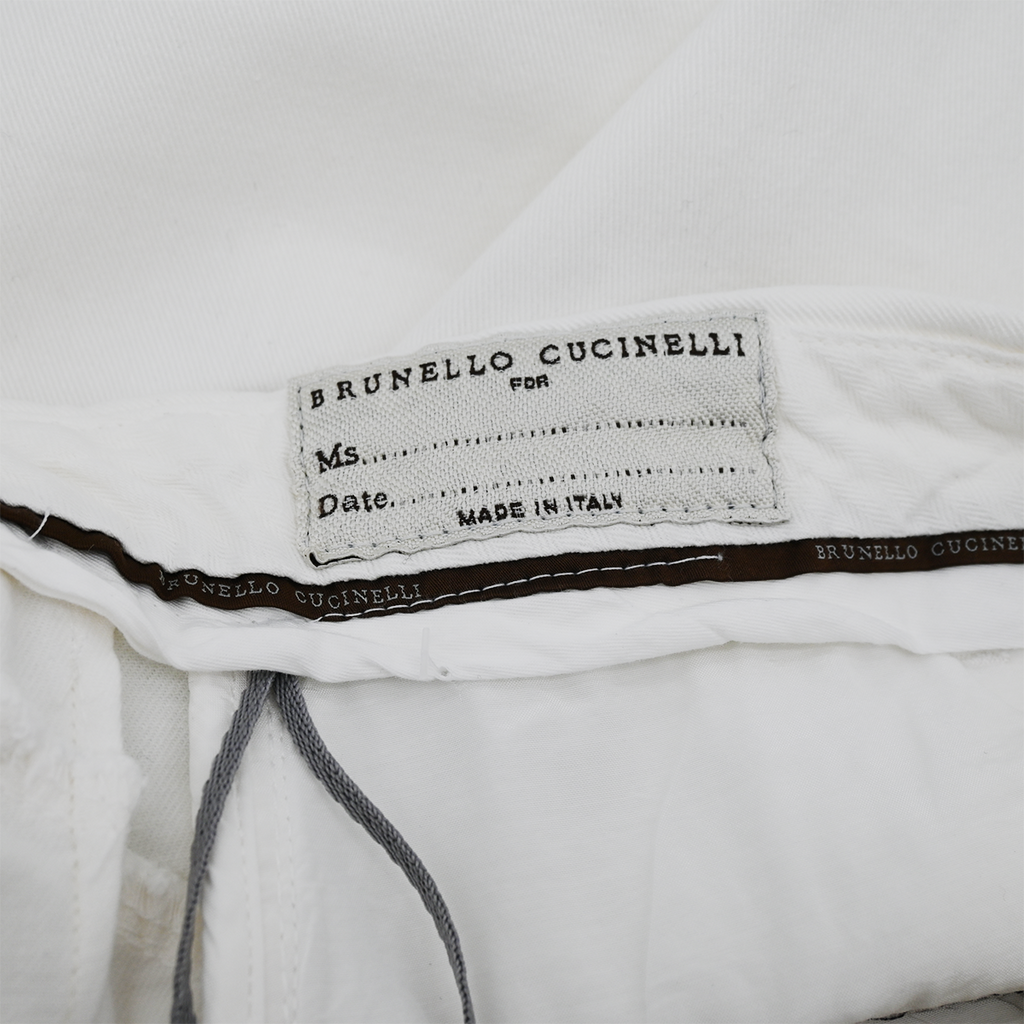 BRUNELLO CUCINELLI
FOR
Ms.
Date.
MADE IN ITALY
BRUNELLO CUCINELLI
BRUNELLO CUCINEL